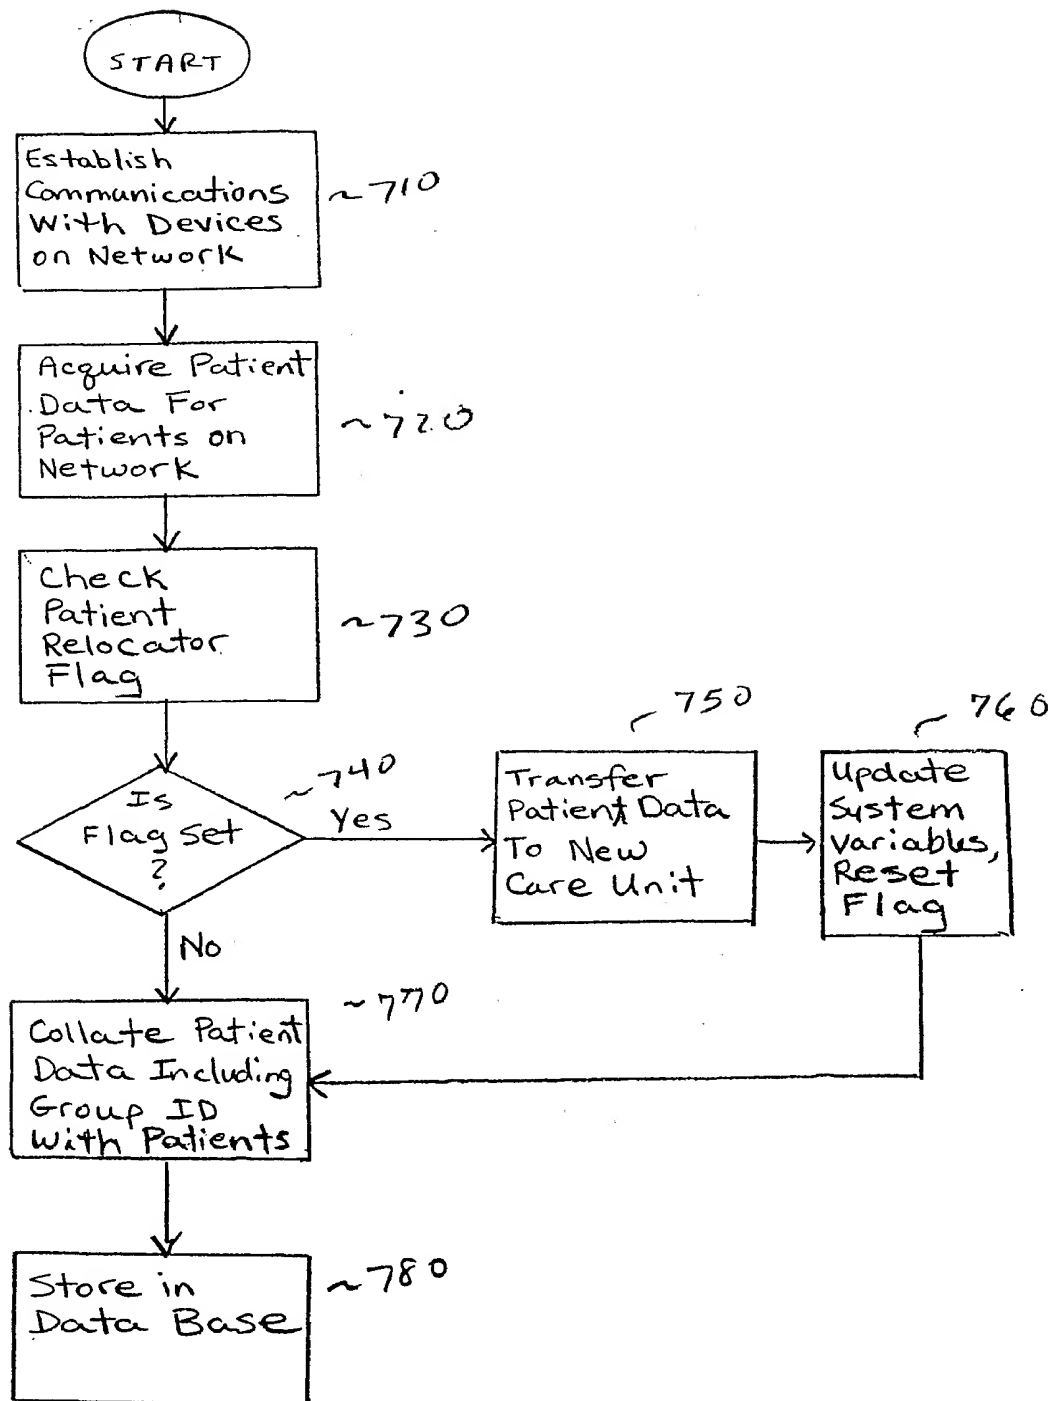 START
Establish
Communications
With Devices
on Network
~710
Acquire Patient
Data For
Patients on
Network
~720
Check
Patient
Relocator
Flag
~730
Is
Flag Set
?
~740
Yes
No
750
Transfer
Patient Data
To New
Care Unit
760
Update
System
Variables,
Reset
Flag
~770
Collate Patient
Data Including
Group ID
With Patients
Store in
Data Base
~780